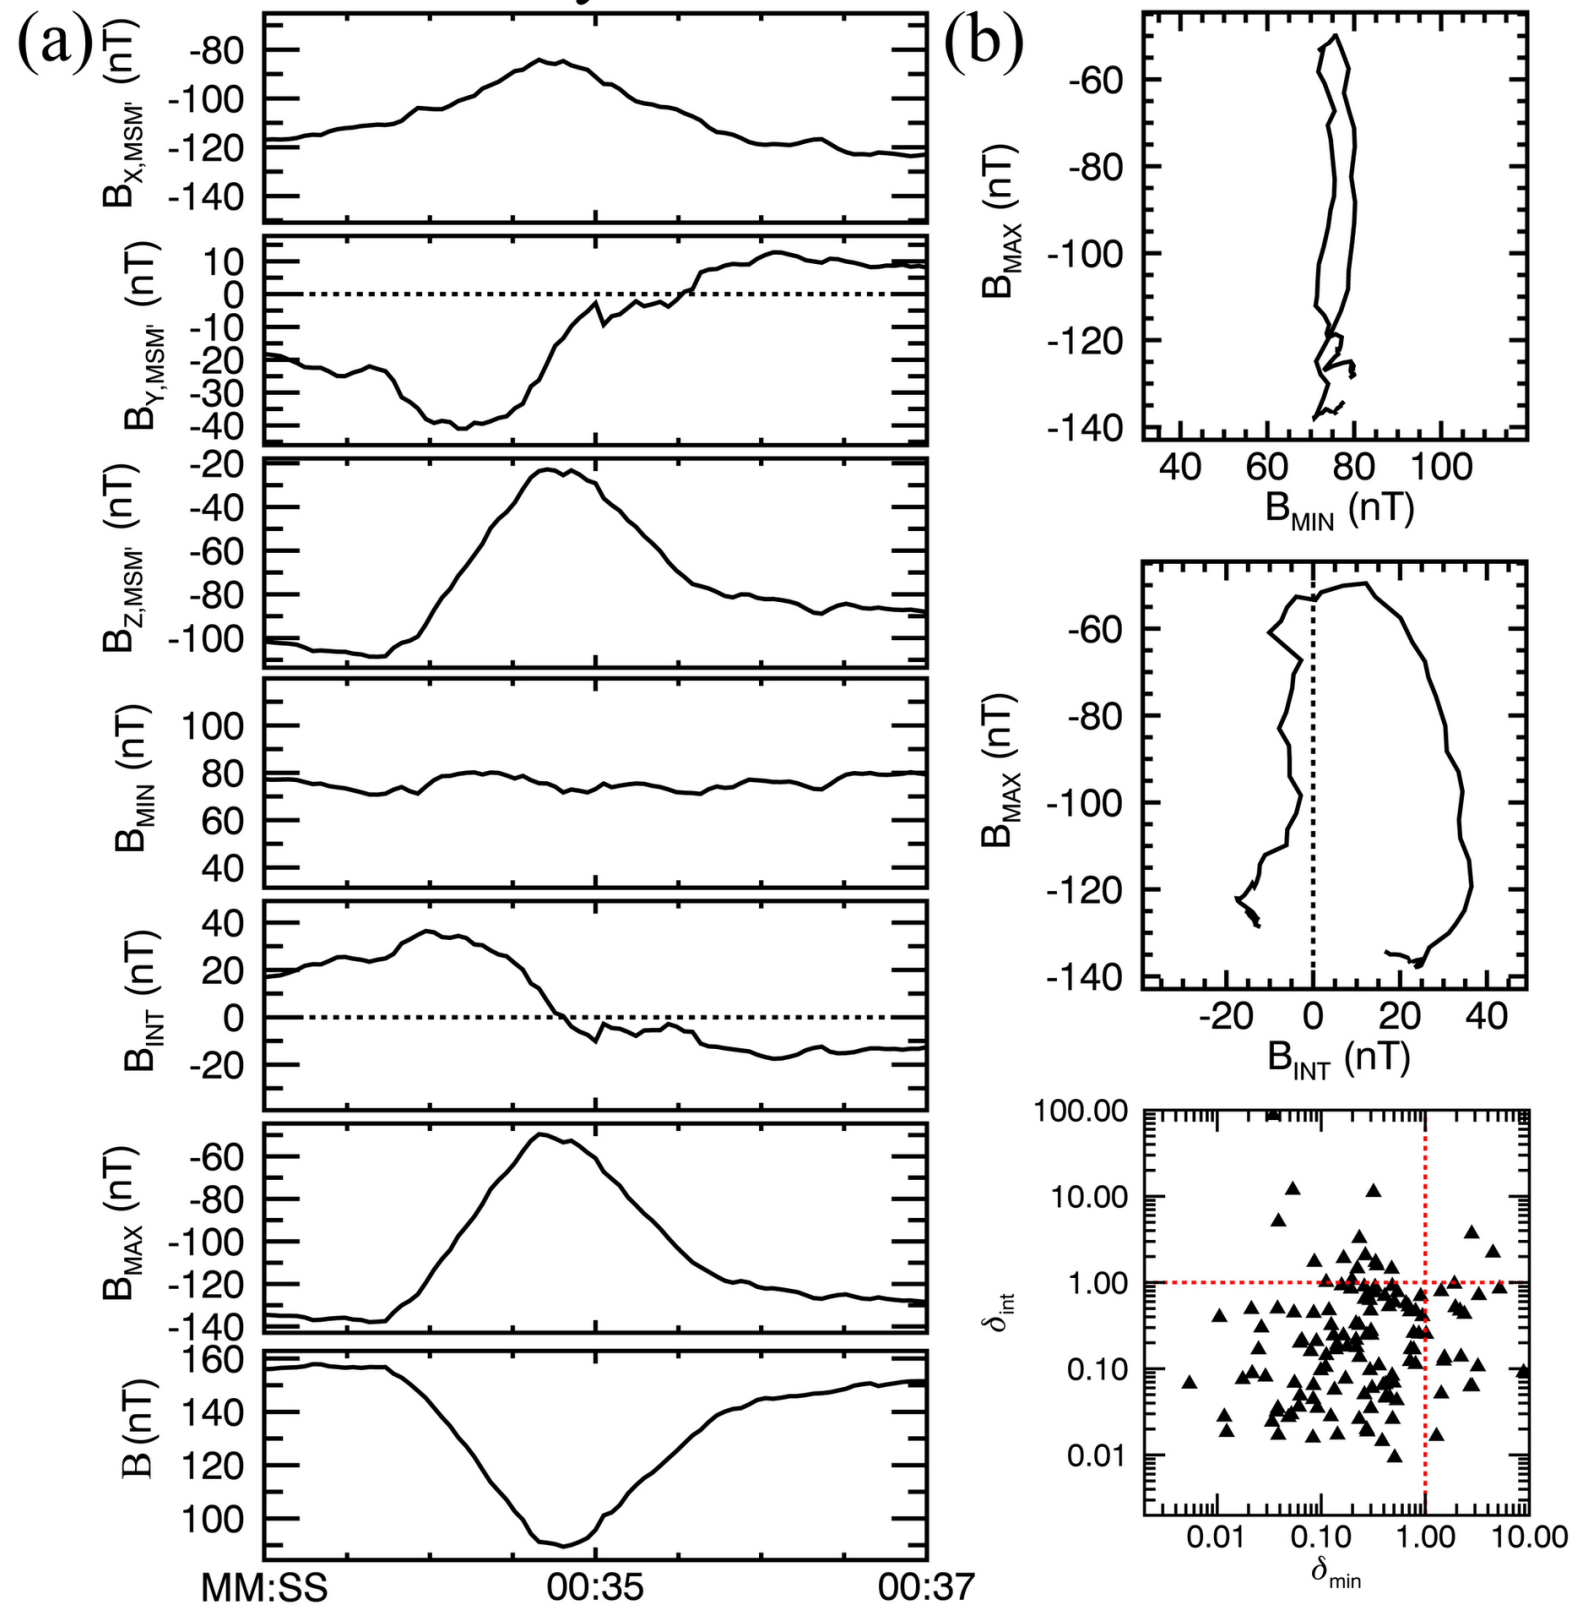 (a)
B_X,MSM' (nT)
-80
-100
-120
-140
B_Y,MSM' (nT)
10
0
-10
-20
-30
-40
B_Z,MSM' (nT)
-20
-40
-60
-80
-100
B_MIN (nT)
100
80
60
40
B_INT (nT)
40
20
0
-20
B_MAX (nT)
-60
-80
-100
-120
-140
B (nT)
160
140
120
100
MM:SS 00:35 00:37
(b)
B_MAX (nT)
-60
-80
-100
-120
-140
40 60 80 100
B_MIN (nT)
B_MAX (nT)
-60
-80
-100
-120
-140
-20 0 20 40
B_INT (nT)
δ_int
100.00
10.00
1.00
0.10
0.01
0.01 0.10 1.00 10.00
δ_min